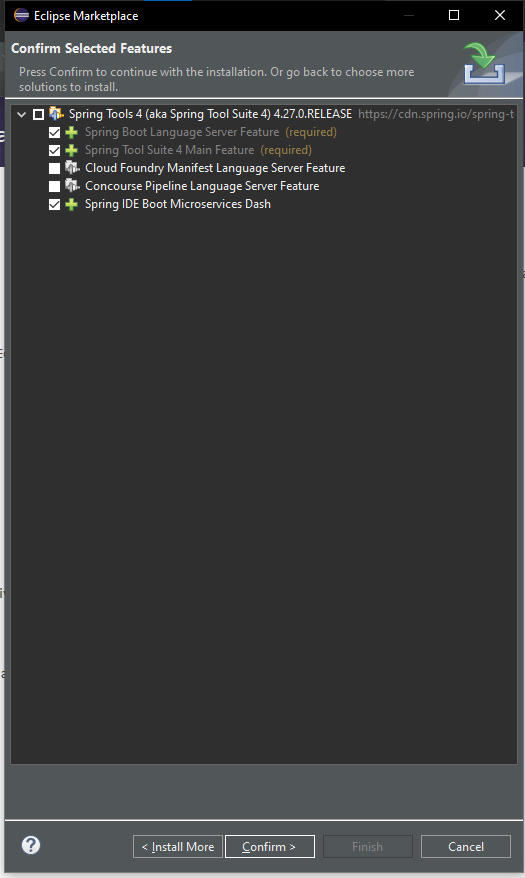 Eclipse Marketplace
Confirm Selected Features
Press Confirm to continue with the installation. Or go back to choose more
solutions to install.
Spring Tools 4 (aka Spring Tool Suite 4) 4.27.0.RELEASE https://cdn.spring.io/spring-t
Spring Boot Language Server Feature (required)
Spring Tool Suite 4 Main Feature (required)
Cloud Foundry Manifest Language Server Feature
Concourse Pipeline Language Server Feature
Spring IDE Boot Microservices Dash
< Install More Confirm > Finish Cancel